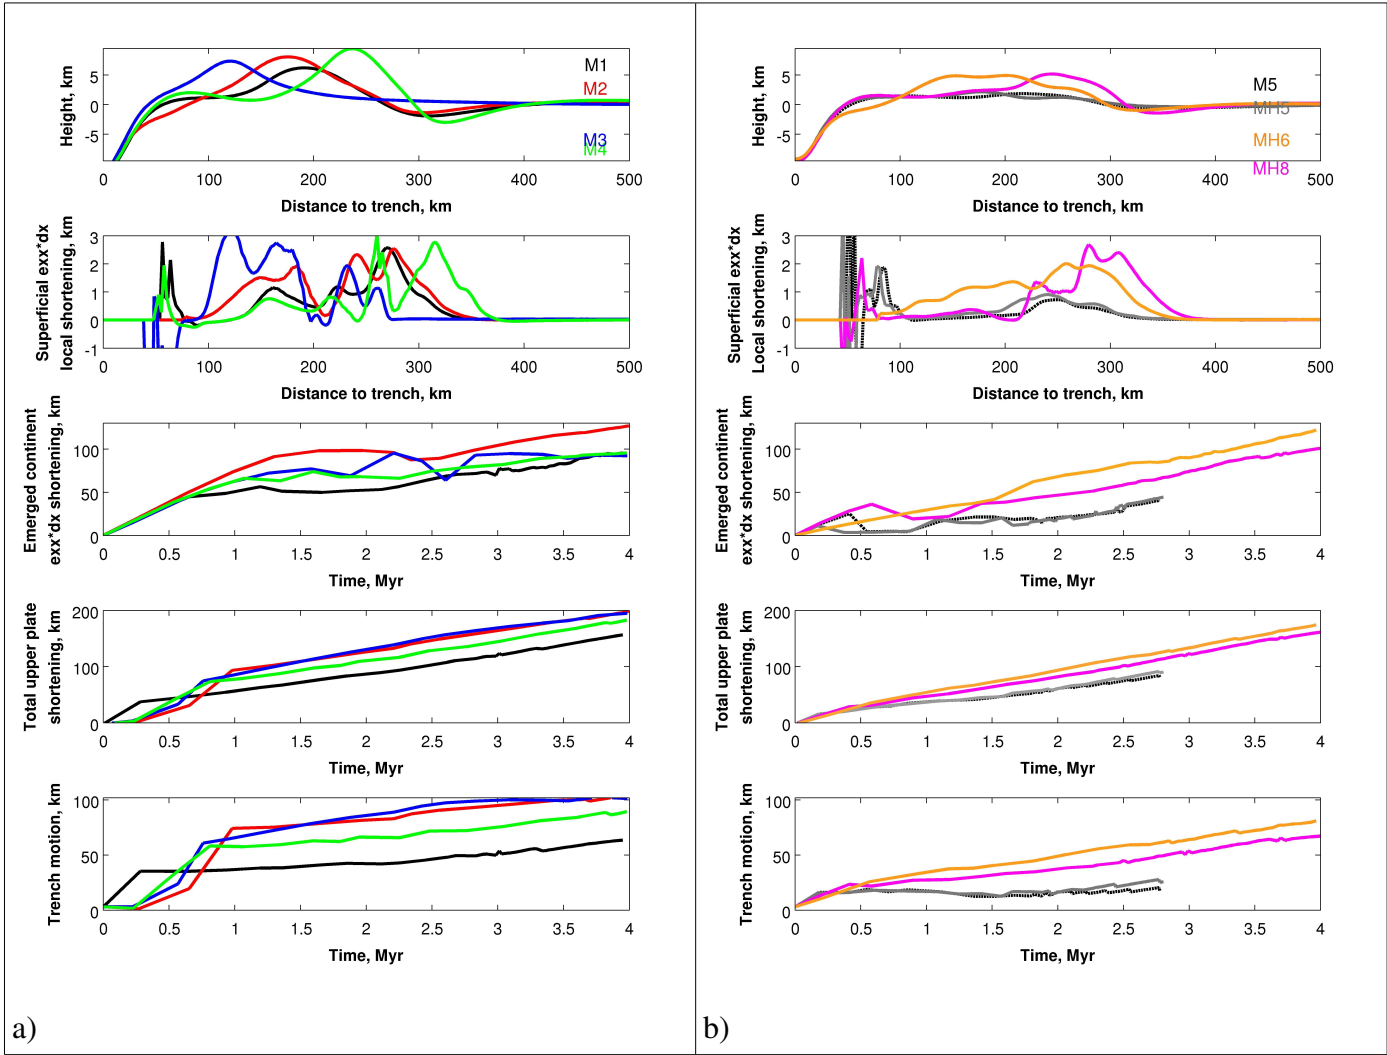 Height, km
5
0
-5
M1
M2
M3
M4
0 100 200 300 400 500
Distance to trench, km
Superficial exx*dx
local shortening, km
3
2
1
0
-1
0 100 200 300 400 500
Distance to trench, km
Emerged continent
exx*dx shortening, km
100
50
0
0 0.5 1 1.5 2 2.5 3 3.5 4
Time, Myr
Total upper plate
shortening, km
200
100
0
0 0.5 1 1.5 2 2.5 3 3.5 4
Time, Myr
Trench motion, km
100
50
0
0 0.5 1 1.5 2 2.5 3 3.5 4
Time, Myr
a)
Height, km
5
0
-5
M5
MH5
MH6
MH8
0 100 200 300 400 500
Distance to trench, km
Superficial exx*dx
Local shortening, km
3
2
1
0
-1
0 100 200 300 400 500
Distance to trench, km
Emerged continent
exx*dx shortening, km
100
50
0
0 0.5 1 1.5 2 2.5 3 3.5 4
Time, Myr
Total upper plate
shortening, km
200
100
0
0 0.5 1 1.5 2 2.5 3 3.5 4
Time, Myr
Trench motion, km
100
50
0
0 0.5 1 1.5 2 2.5 3 3.5 4
Time, Myr
b)